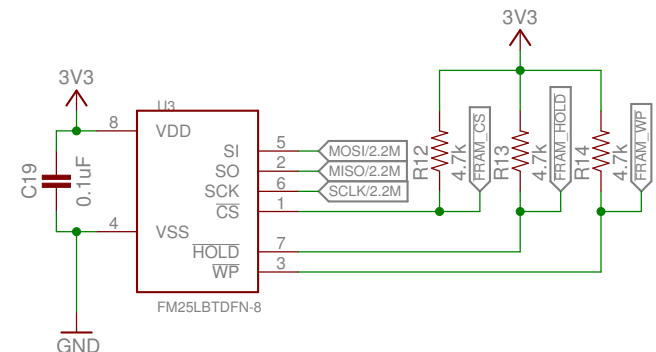 3V3
3V3
U3
8
VDD
C19
0.1uF
SI
5
MOSI/2.2M
SO
2
MISO/2.2M
SCK
6
SCLK/2.2M
CS
1
R12
4.7k
FRAM_CS
R13
4.7k
FRAM_HOLD
R14
4.7k
FRAM_WP
4
VSS
HOLD
7
WP
3
FM25LBTDFN-8
GND